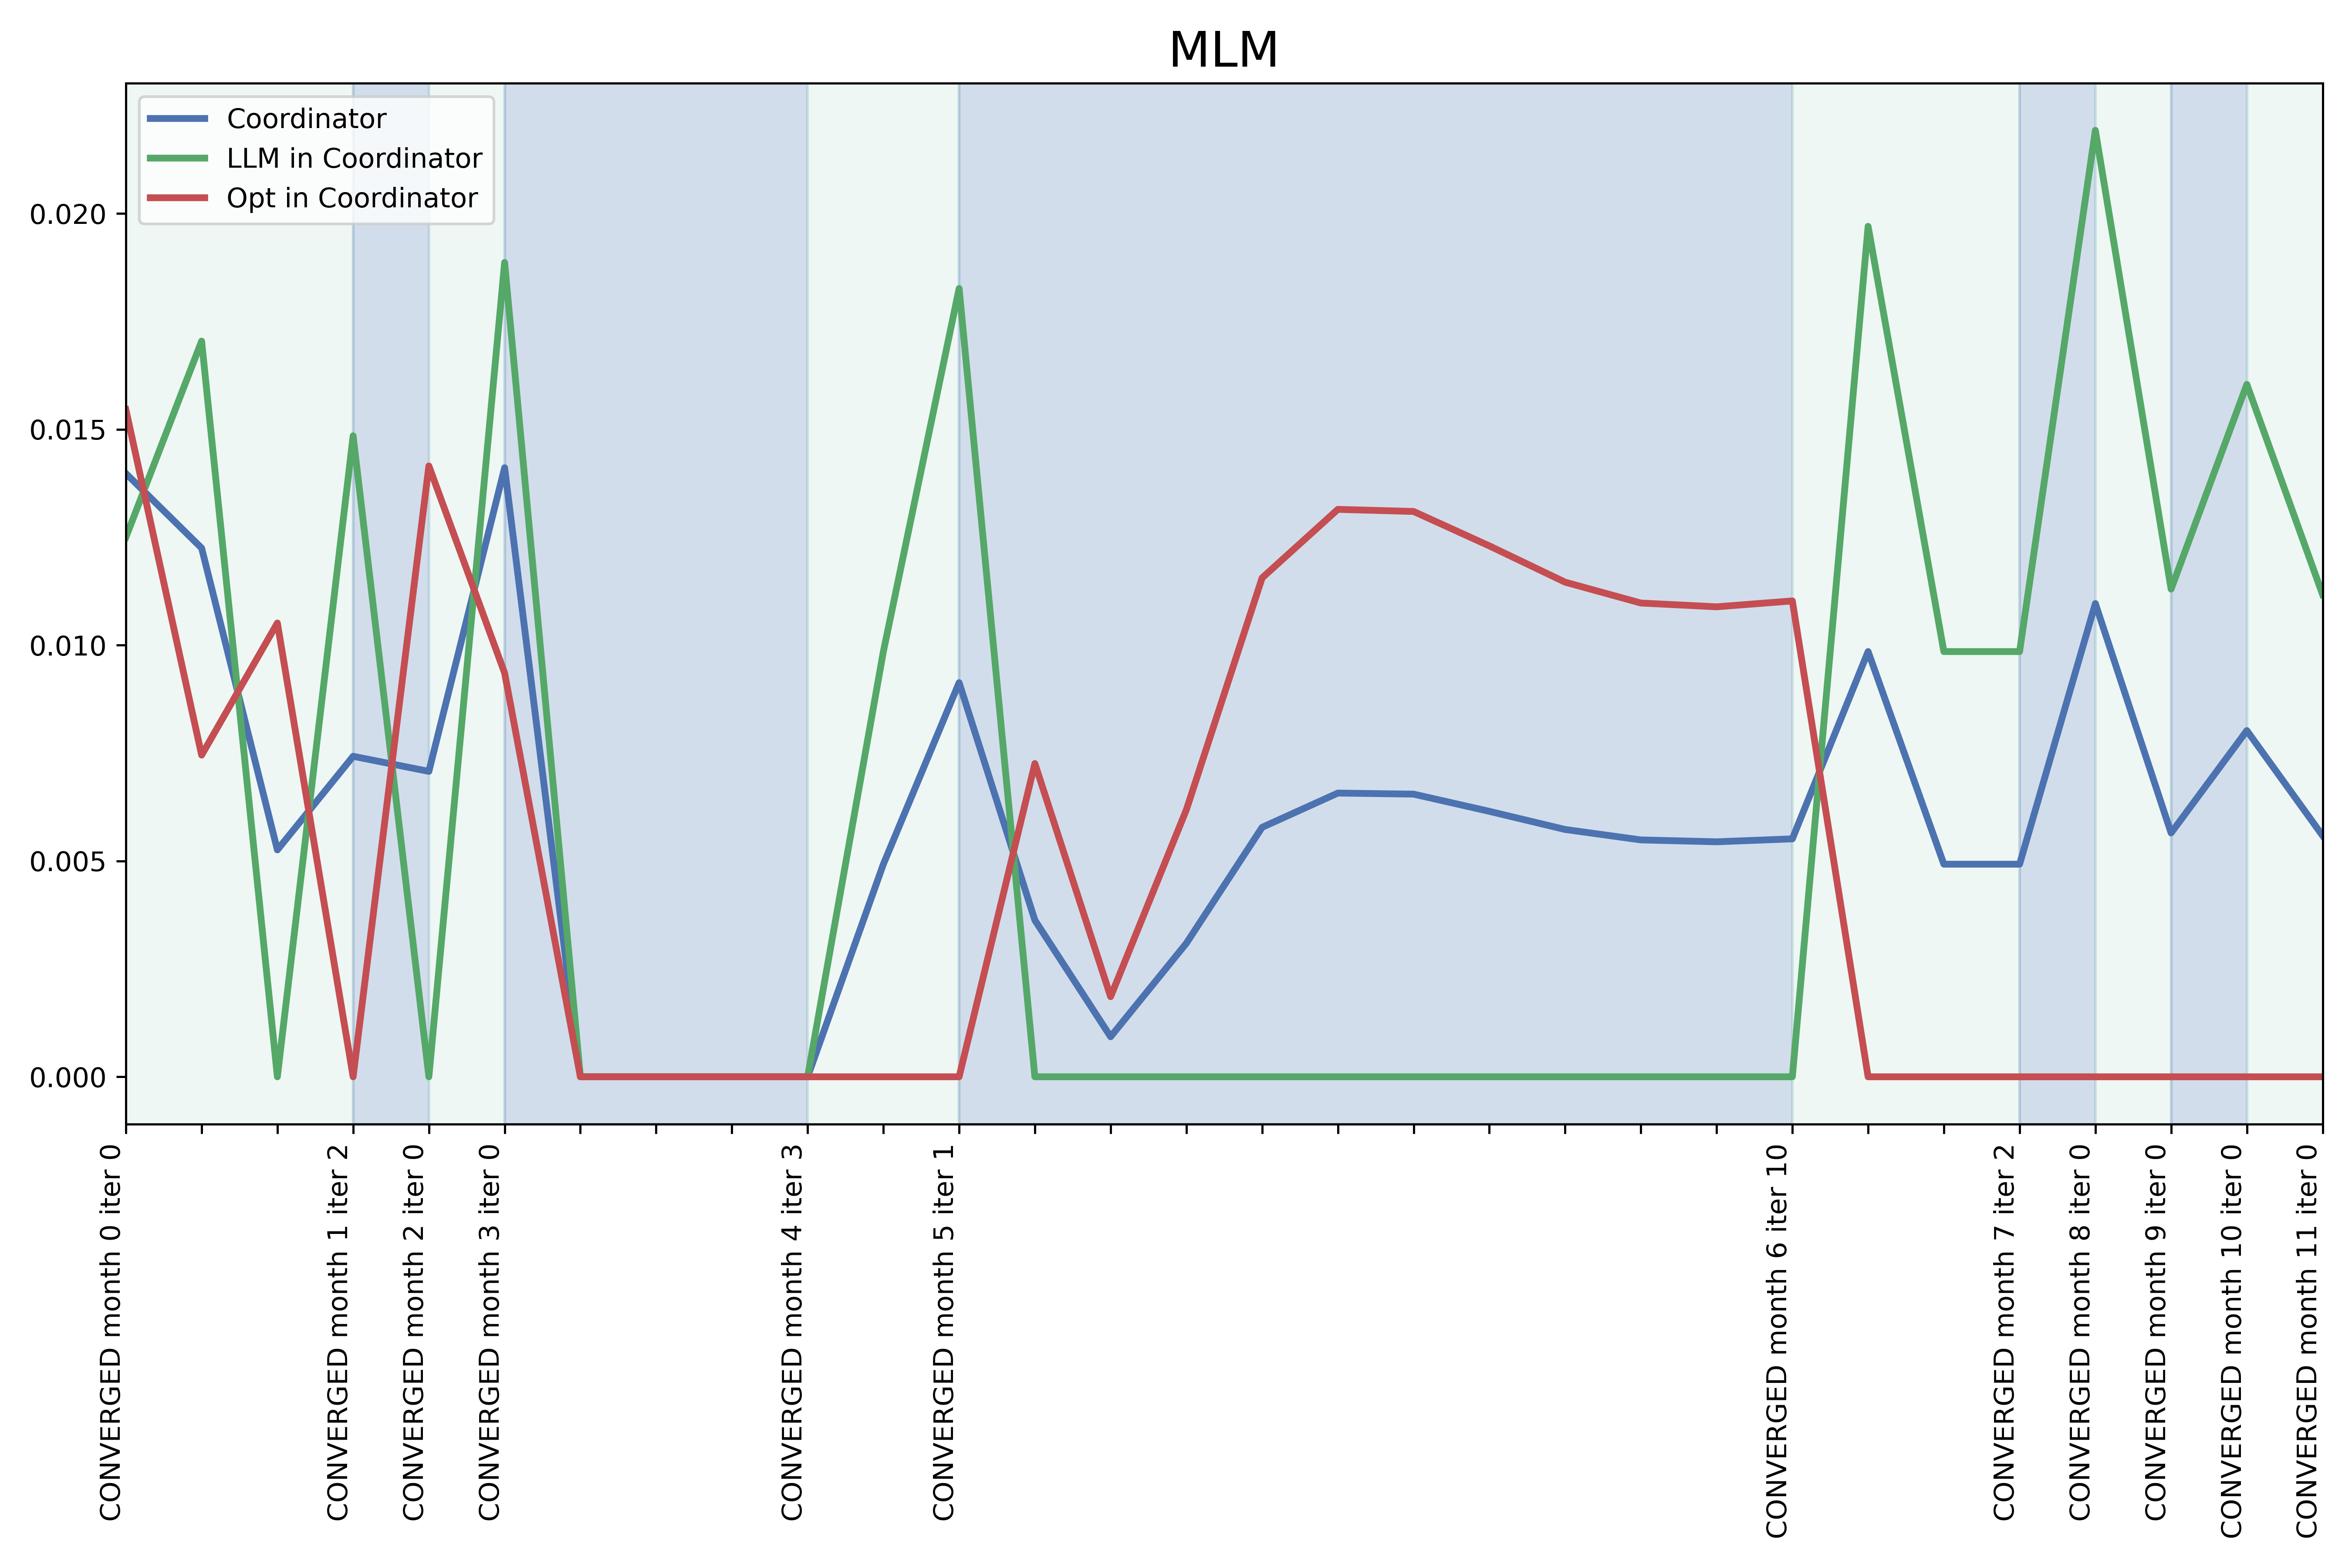 MLM
Coordinator
LLM in Coordinator
Opt in Coordinator
0.020
0.015
0.010
0.005
0.000
CONVERGED month 0 iter 0
CONVERGED month 1 iter 2
CONVERGED month 2 iter 0
CONVERGED month 3 iter 0
CONVERGED month 4 iter 3
CONVERGED month 5 iter 1
CONVERGED month 6 iter 10
CONVERGED month 7 iter 2
CONVERGED month 8 iter 0
CONVERGED month 9 iter 0
CONVERGED month 10 iter 0
CONVERGED month 11 iter 0